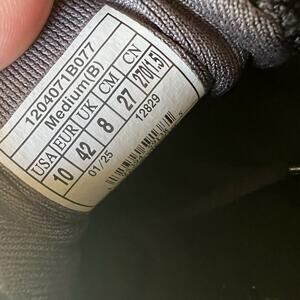 1204071B077
Medium(B)
USA EUR UK CM CN
10 42 8 27 270(1.5)
01/25 12829